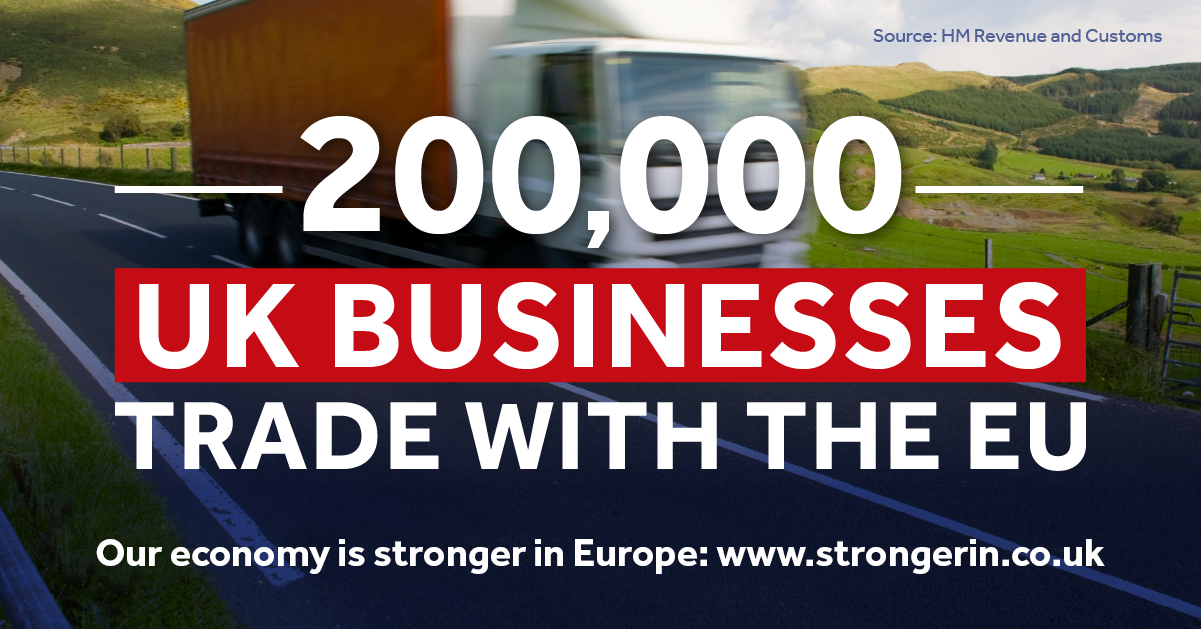 Source: HM Revenue and Customs
200,000
UK BUSINESSES
TRADE WITH THE EU
Our economy is stronger in Europe: www.strongerin.co.uk